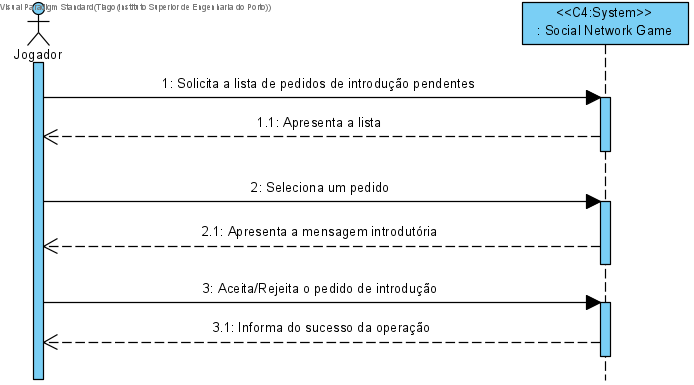 Visual Paradigm Standard(Tiago(Instituto Superior de Engenharia do Porto))
<<C4:System>>
: Social Network Game
Jogador
1: Solicita a lista de pedidos de introdução pendentes
1.1: Apresenta a lista
2: Seleciona um pedido
2.1: Apresenta a mensagem introdutória
3: Aceita/Rejeita o pedido de introdução
3.1: Informa do sucesso da operação